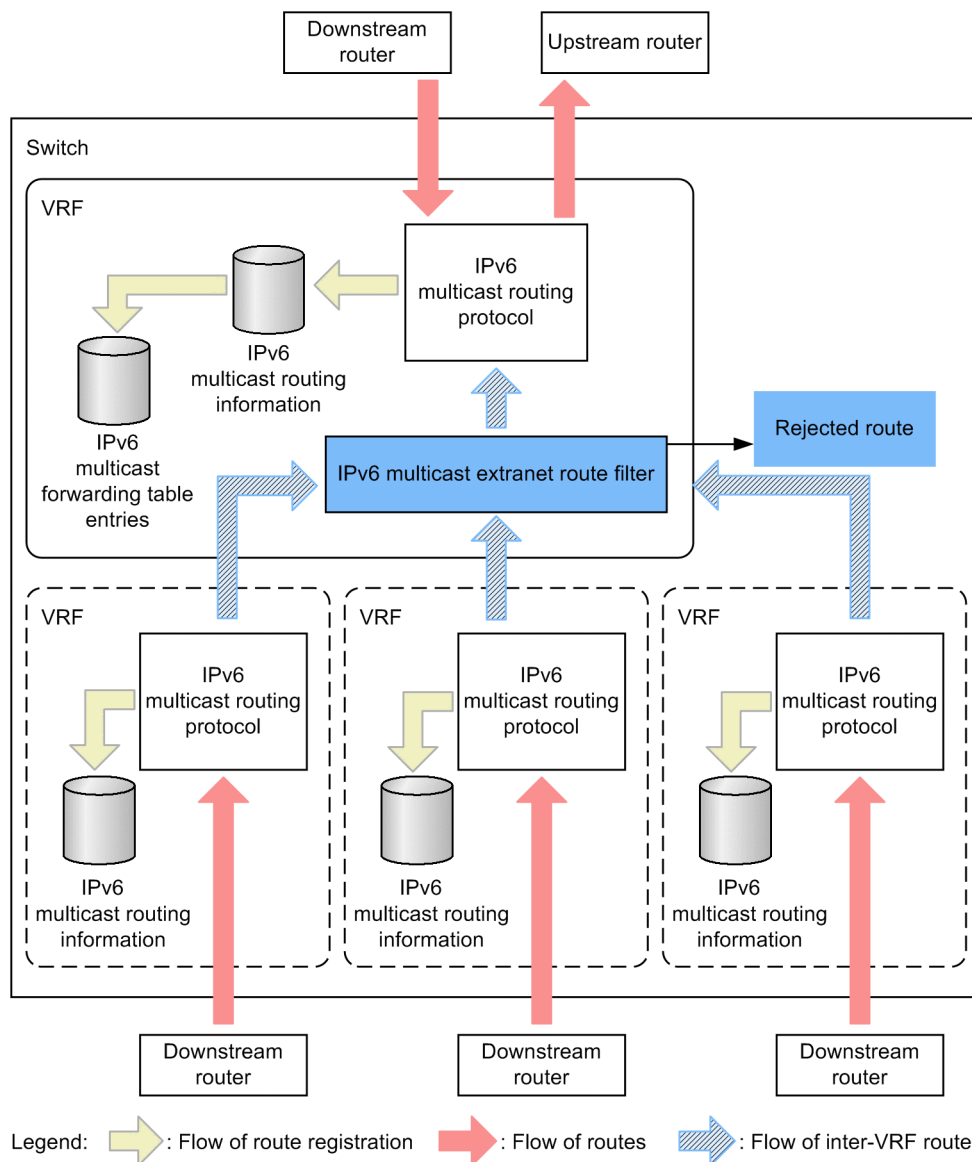 Downstream
router
Upstream router
Switch
VRF
IPv6
multicast routing
protocol
IPv6
multicast routing
information
IPv6
multicast
forwarding table
entries
IPv6 multicast extranet route filter
Rejected route
VRF
IPv6
multicast routing
protocol
IPv6
multicast routing
information
VRF
IPv6
multicast routing
protocol
IPv6
multicast routing
information
VRF
IPv6
multicast routing
protocol
IPv6
multicast routing
information
Downstream
router
Downstream
router
Downstream
router
Legend: : Flow of route registration : Flow of routes : Flow of inter-VRF route